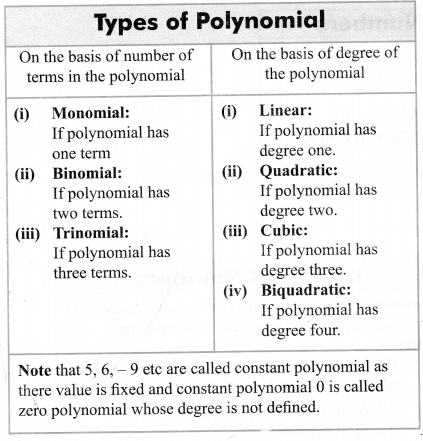 Types of Polynomial
On the basis of number of
terms in the polynomial
On the basis of degree of
the polynomial
(i) Monomial:
If polynomial has
one term
(ii) Binomial:
If polynomial has
two terms.
(iii) Trinomial:
If polynomial has
three terms.
(i) Linear:
If polynomial has
degree one.
(ii) Quadratic:
If polynomial has
degree two.
(iii) Cubic:
If polynomial has
degree three.
(iv) Biquadratic:
If polynomial has
degree four.
Note that 5, 6, – 9 etc are called constant polynomial as
there value is fixed and constant polynomial 0 is called
zero polynomial whose degree is not defined.